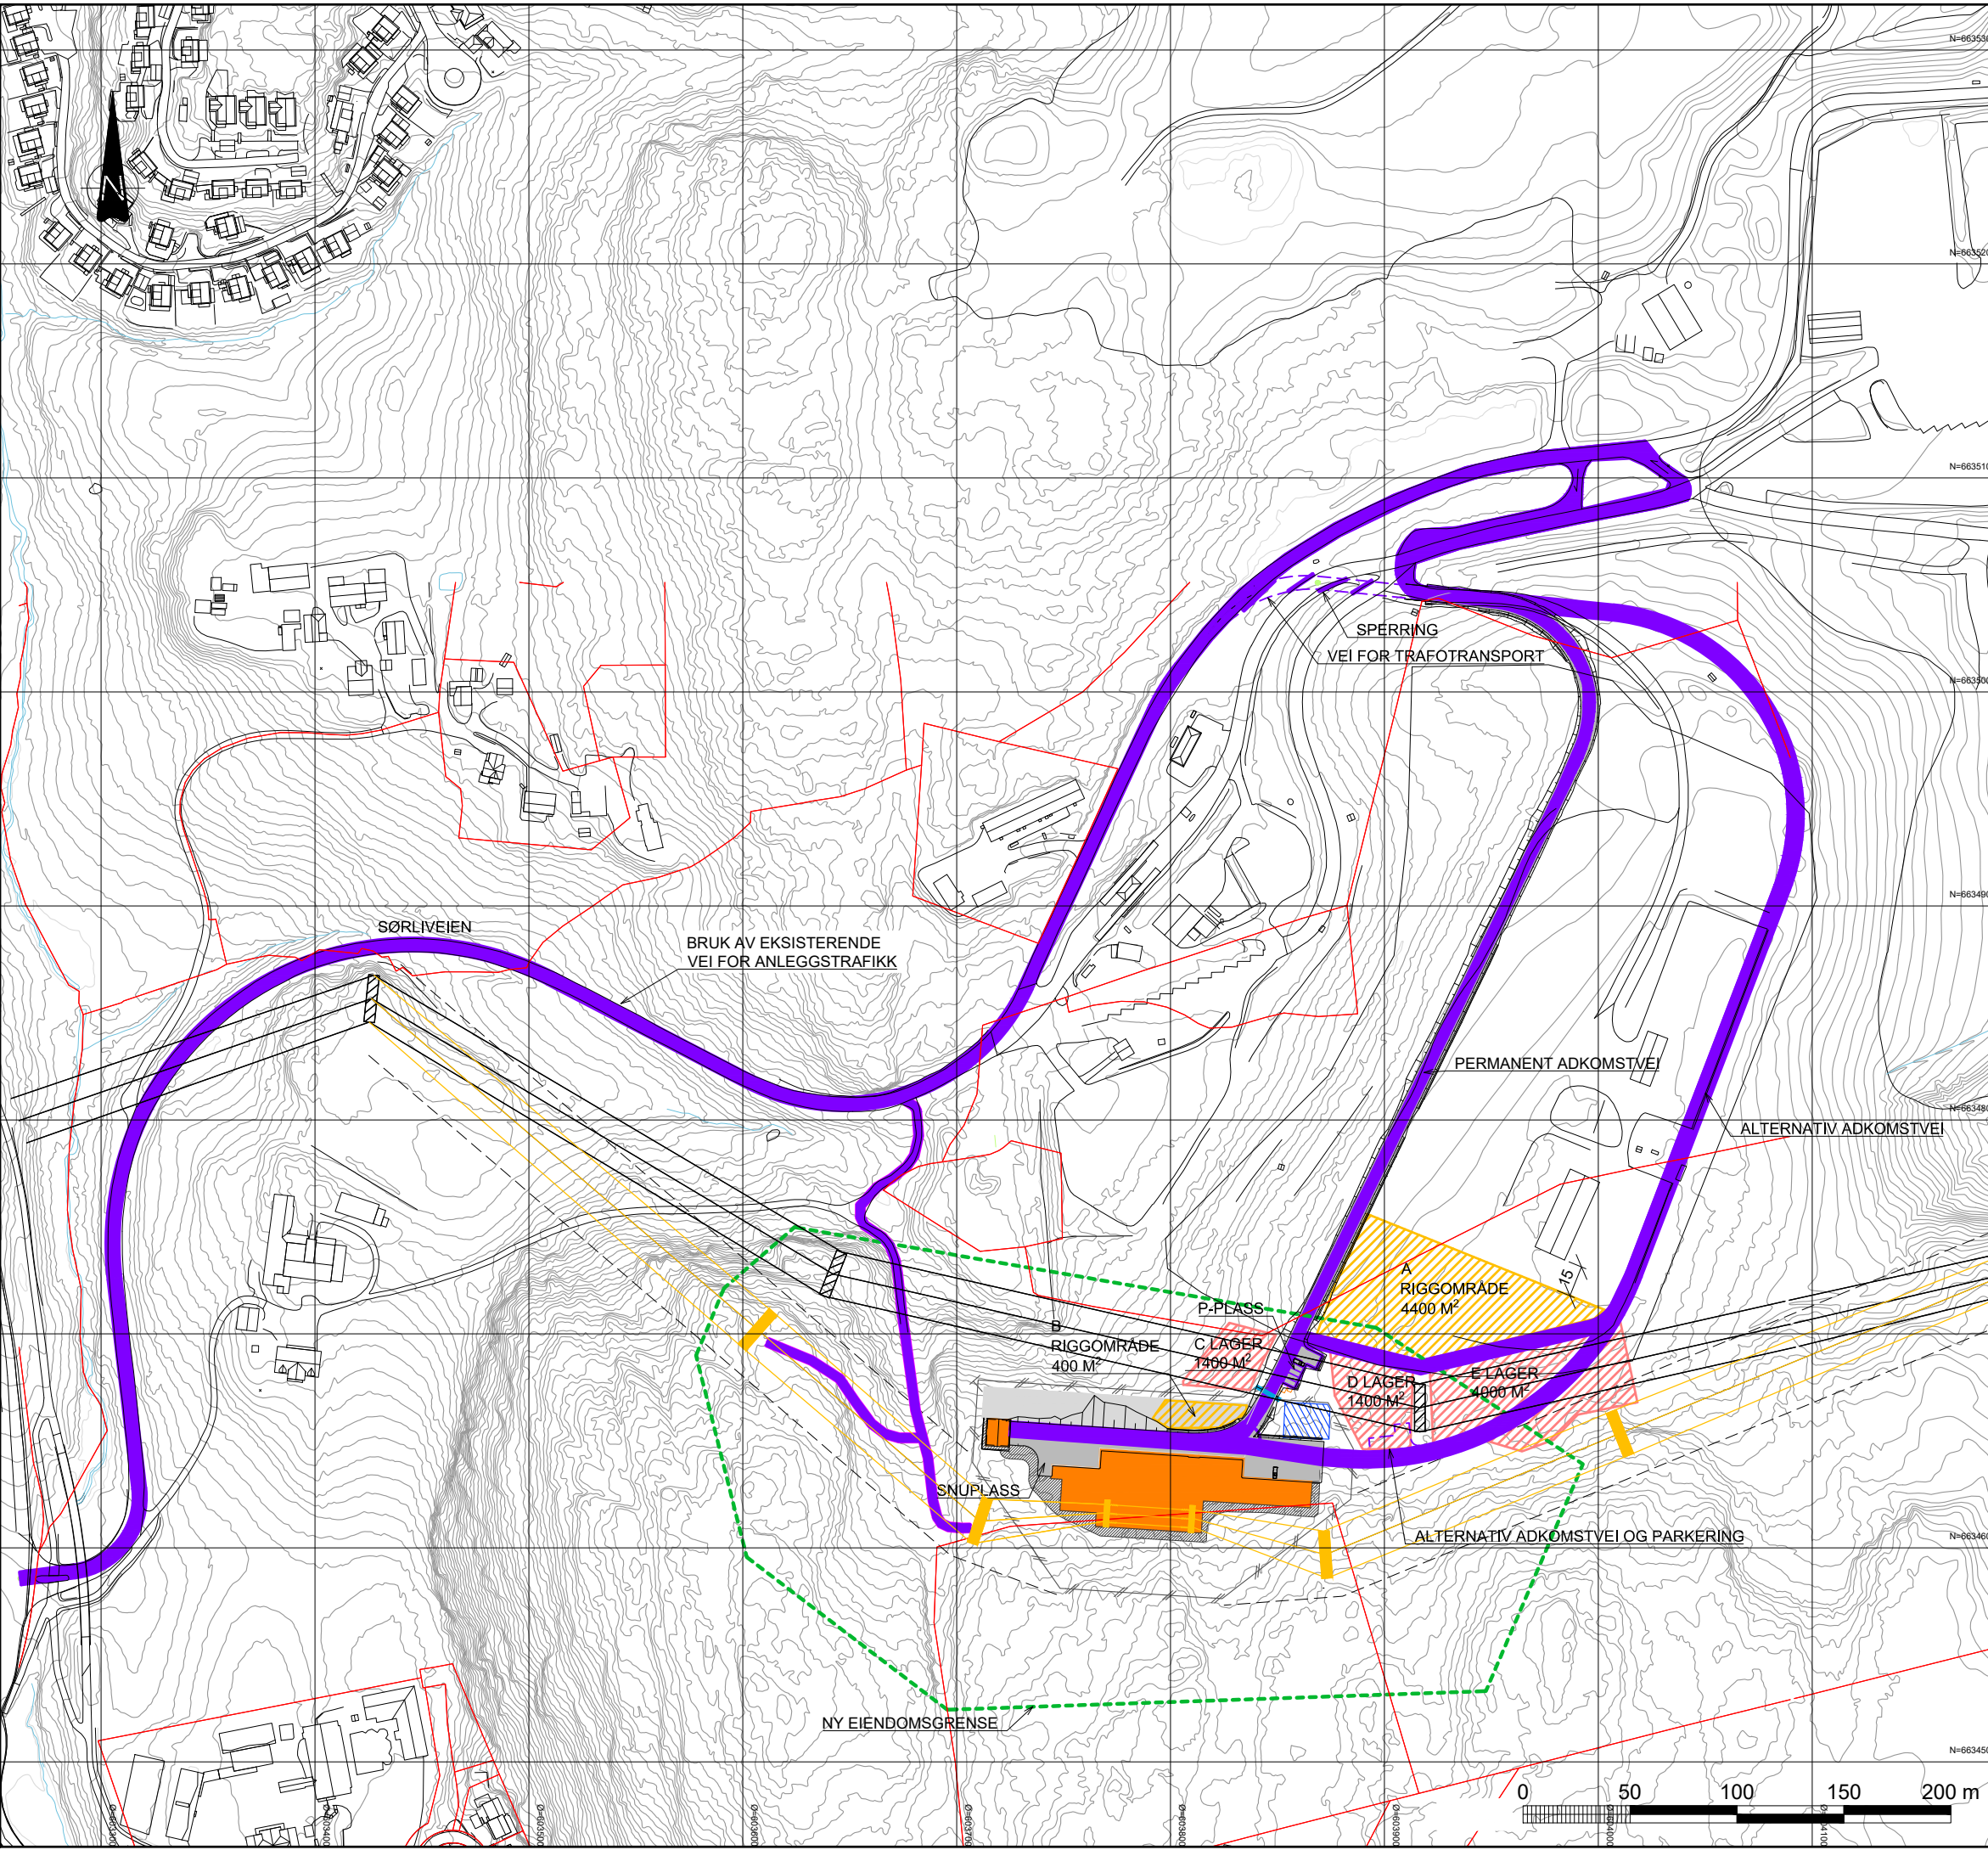 N
SPERRING
VEI FOR TRAFOTRANSPORT
SØRLIVEIEN
BRUK AV EKSISTERENDE
VEI FOR ANLEGGSTRAFIKK
PERMANENT ADKOMSTVEI
ALTERNATIV ADKOMSTVEI
A
RIGGOMRÅDE
4400 M²
15
P-PLASS
B
RIGGOMRÅDE
400 M²
C LAGER
1400 M²
D LAGER
1400 M²
E LAGER
4000 M²
SNUPLASS
ALTERNATIV ADKOMSTVEI OG PARKERING
NY EIENDOMSGRENSE
0 50 100 150 200 m